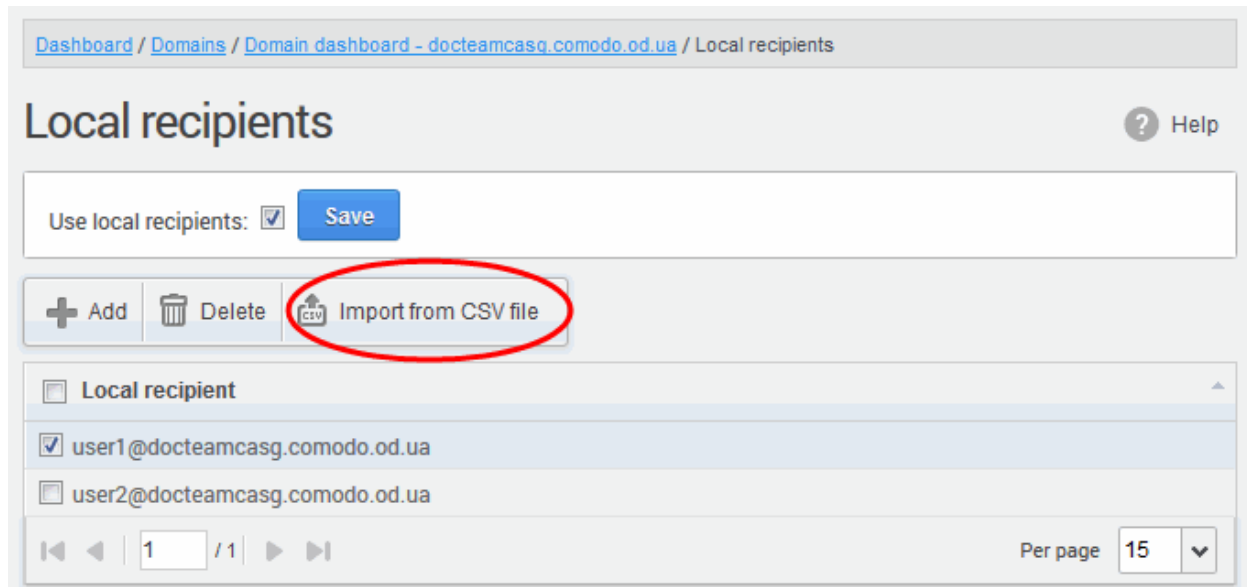 Dashboard / Domains / Domain dashboard - docteamcasg.comodo.od.ua / Local recipients
Local recipients
Help
Use local recipients: Save
Add Delete Import from CSV file
Local recipient
user1@docteamcasg.comodo.od.ua
user2@docteamcasg.comodo.od.ua
1 / 1 Per page 15